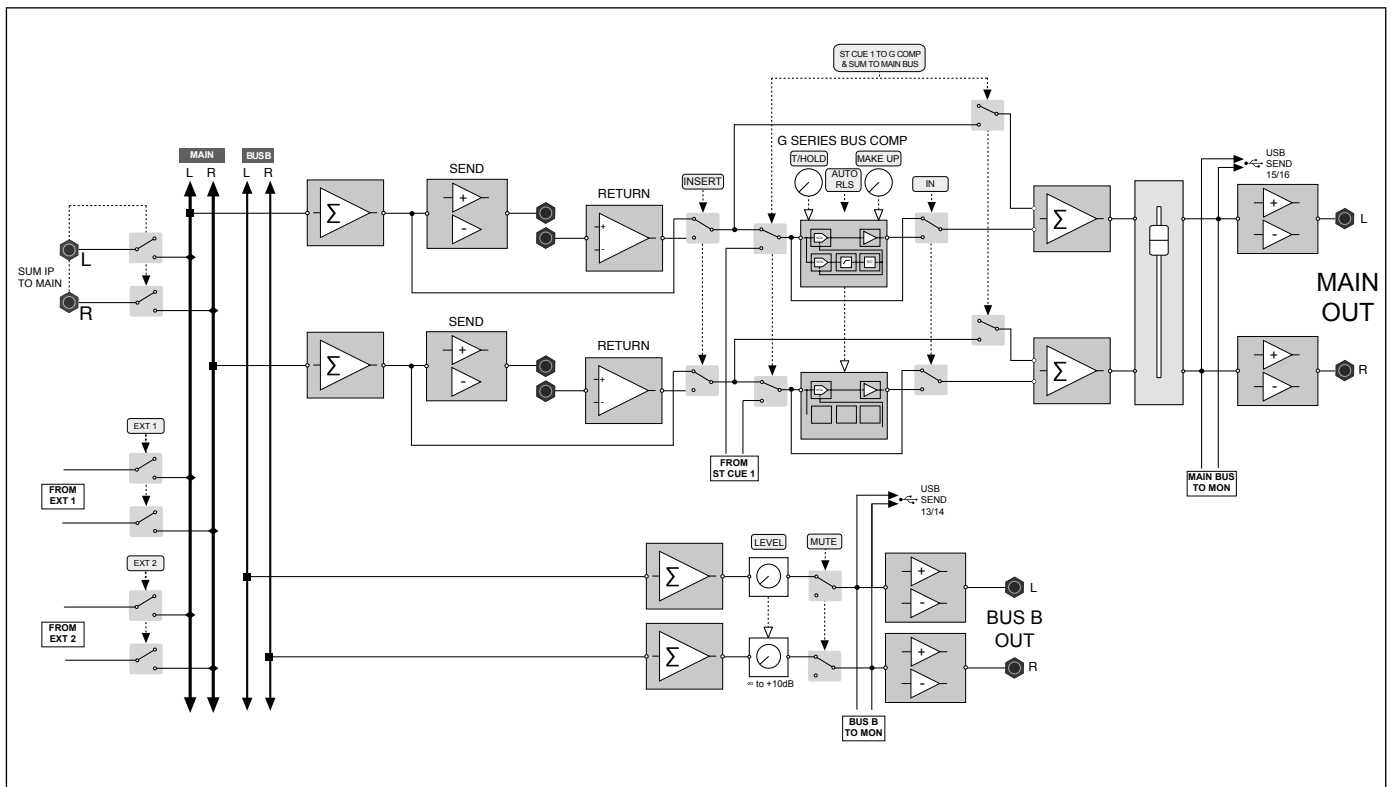 ST CUE 1 TO G COMP
& SUM TO MAIN BUS
G SERIES BUS COMP
T/HOLD
MAKE UP
AUTO
RLS
MAIN
BUS B
L R L R
SEND
RETURN
INSERT
IN
USB
SEND
15/16
Σ
+
-
+
-
Σ
+
-
L
SUM IP
TO MAIN
L
R
MAIN
OUT
SEND
RETURN
Σ
+
-
+
-
Σ
+
-
R
EXT 1
FROM
EXT 1
FROM
ST CUE 1
MAIN BUS
TO MON
USB
SEND
13/14
EXT 2
FROM
EXT 2
LEVEL
MUTE
Σ
+
-
L
BUS B
OUT
Σ
+
-
R
∞ to +10dB
BUS B
TO MON